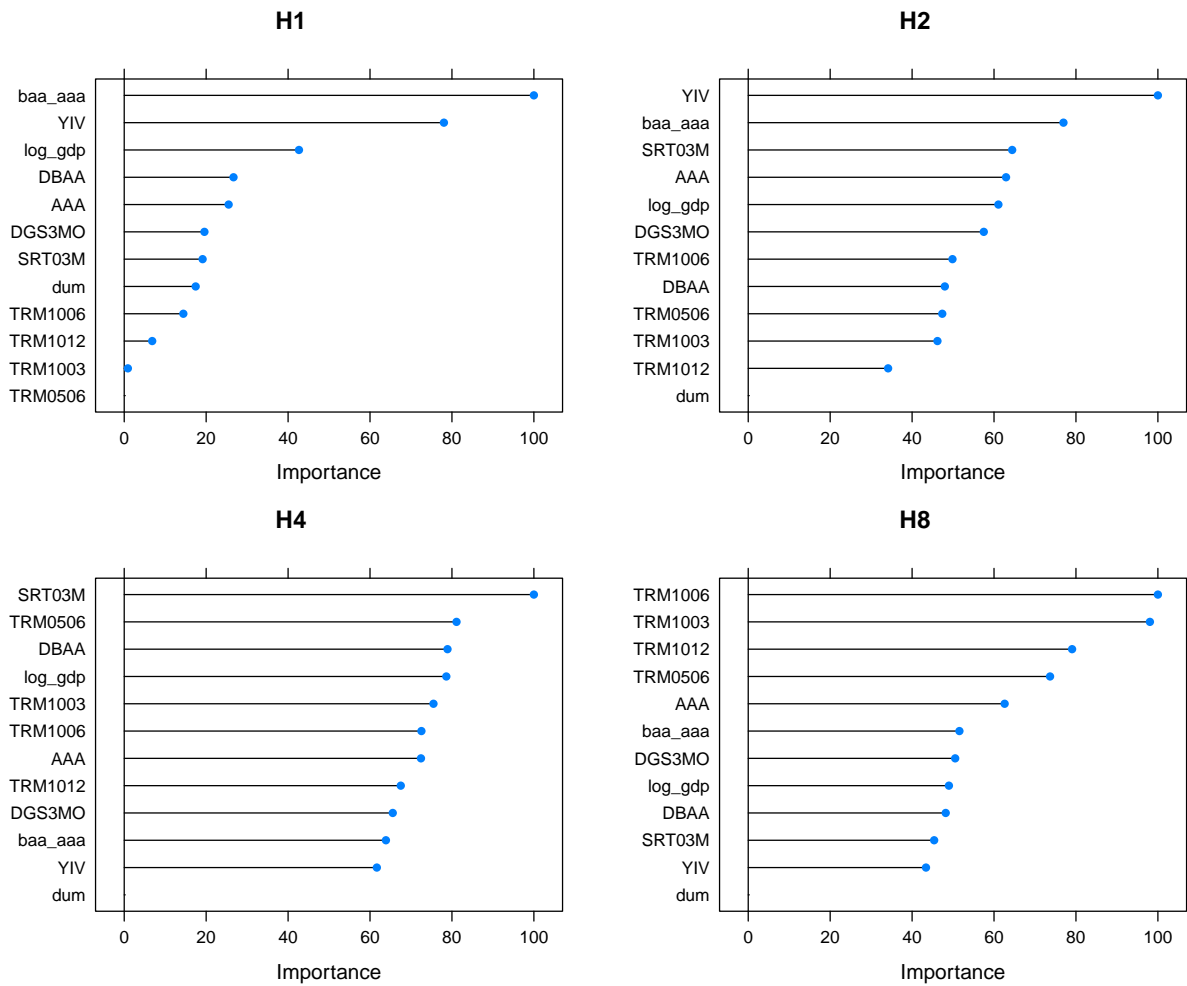 H1
baa_aaa
YIV
log_gdp
DBAA
AAA
DGS3MO
SRT03M
dum
TRM1006
TRM1012
TRM1003
TRM0506
0 20 40 60 80 100
Importance
H2
YIV
baa_aaa
SRT03M
AAA
log_gdp
DGS3MO
TRM1006
DBAA
TRM0506
TRM1003
TRM1012
dum
0 20 40 60 80 100
Importance
H4
SRT03M
TRM0506
DBAA
log_gdp
TRM1003
TRM1006
AAA
TRM1012
DGS3MO
baa_aaa
YIV
dum
0 20 40 60 80 100
Importance
H8
TRM1006
TRM1003
TRM1012
TRM0506
AAA
baa_aaa
DGS3MO
log_gdp
DBAA
SRT03M
YIV
dum
0 20 40 60 80 100
Importance